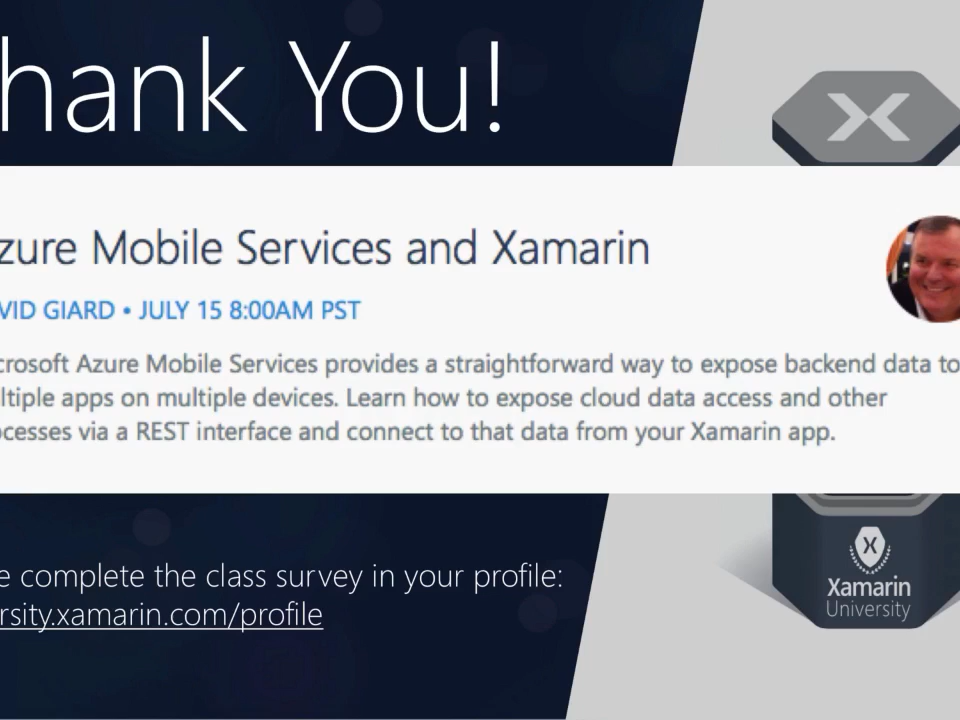 hank You!
zure Mobile Services and Xamarin
VID GIARD • JULY 15 8:00AM PST
crosoft Azure Mobile Services provides a straightforward way to expose backend data to
ltiple apps on multiple devices. Learn how to expose cloud data access and other
ocesses via a REST interface and connect to that data from your Xamarin app.
e complete the class survey in your profile:
rsity.xamarin.com/profile
Xamarin
University